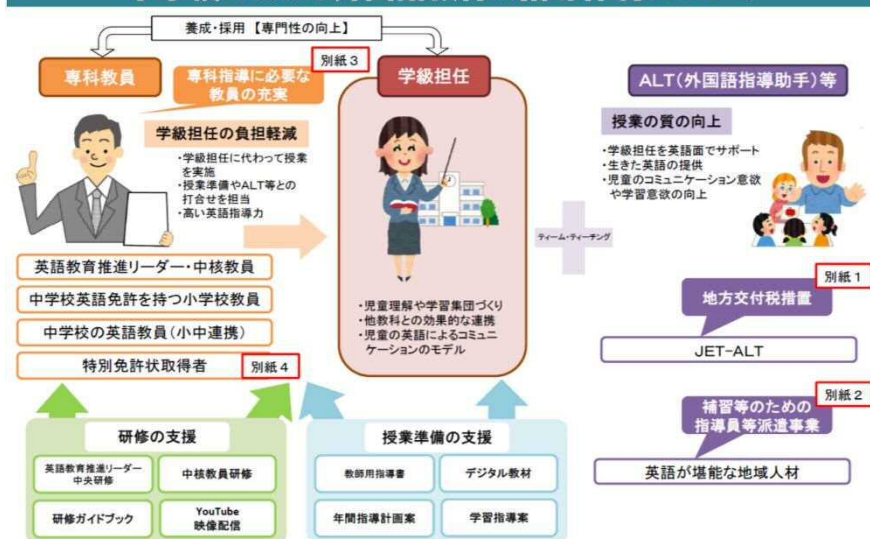 養成・採用 【専門性の向上】
専科教員
別紙3
専科指導に必要な
教員の充実
学級担任の負担軽減
・学級担任に代わって授業
を実施
・授業準備やALT等との
打合せを担当
・高い英語指導力
英語教育推進リーダー・中核教員
中学校英語免許を持つ小学校教員
中学校の英語教員(小中連携)
特別免許状取得者
別紙4
学級担任
・児童理解や学習集団づくり
・他教科との効果的な連携
・児童の英語によるコミュニ
ケーションのモデル
ティーム・ティーチング
ALT(外国語指導助手)等
授業の質の向上
・学級担任を英語面でサポート
・生きた英語の提供
・児童のコミュニケーション意欲
や学習意欲の向上
別紙1
地方交付税措置
JET-ALT
別紙2
補習等のための
指導員等派遣事業
英語が堪能な地域人材
研修の支援
英語教育推進リーダー
中央研修
中核教員研修
研修ガイドブック
YouTube
映像配信
授業準備の支援
教師用指導書
デジタル教材
年間指導計画案
学習指導案